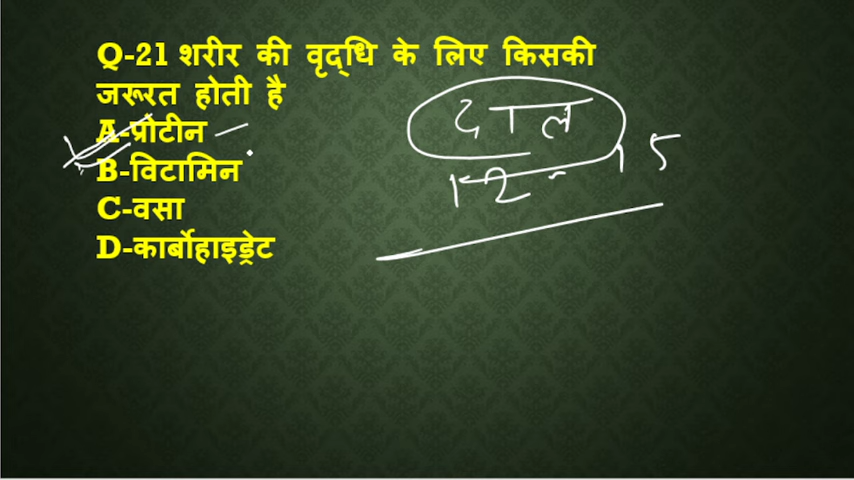 Q-21 शरीर की वृद्धि के लिए किसकी
जरूरत होती है
A-प्रोटीन
B-विटामिन
C-वसा
D-कार्बोहाइड्रेट
दाल
12-15